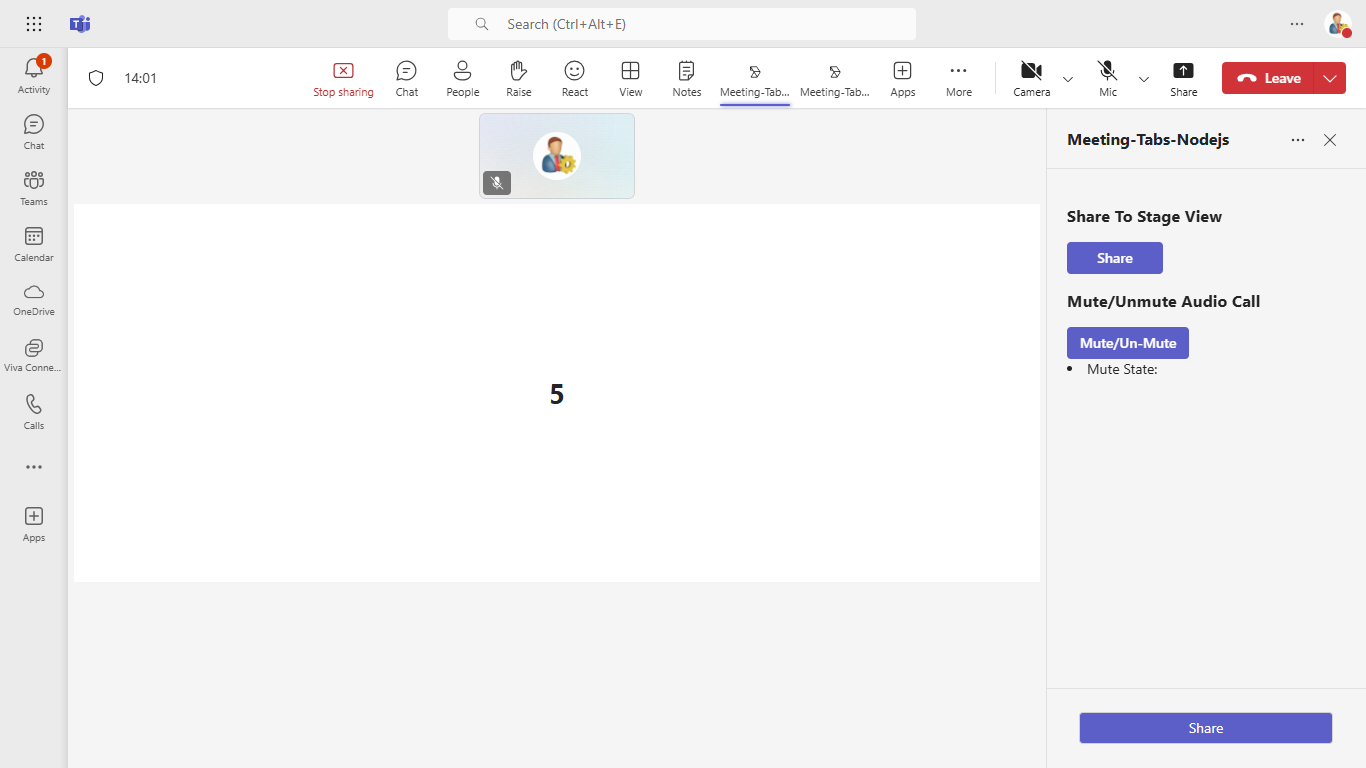 Search (Ctrl+Alt+E)
1
Activity
Chat
Teams
Calendar
OneDrive
Viva Conne...
Calls
Apps
14:01
Stop sharing
Chat
People
Raise
React
View
Notes
Meeting-Tab...
Meeting-Tab...
Apps
More
Camera
Mic
Share
Leave
5
Meeting-Tabs-Nodejs
Share To Stage View
Share
Mute/Unmute Audio Call
Mute/Un-Mute
• Mute State:
Share